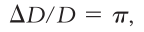 ΔD/D = π,